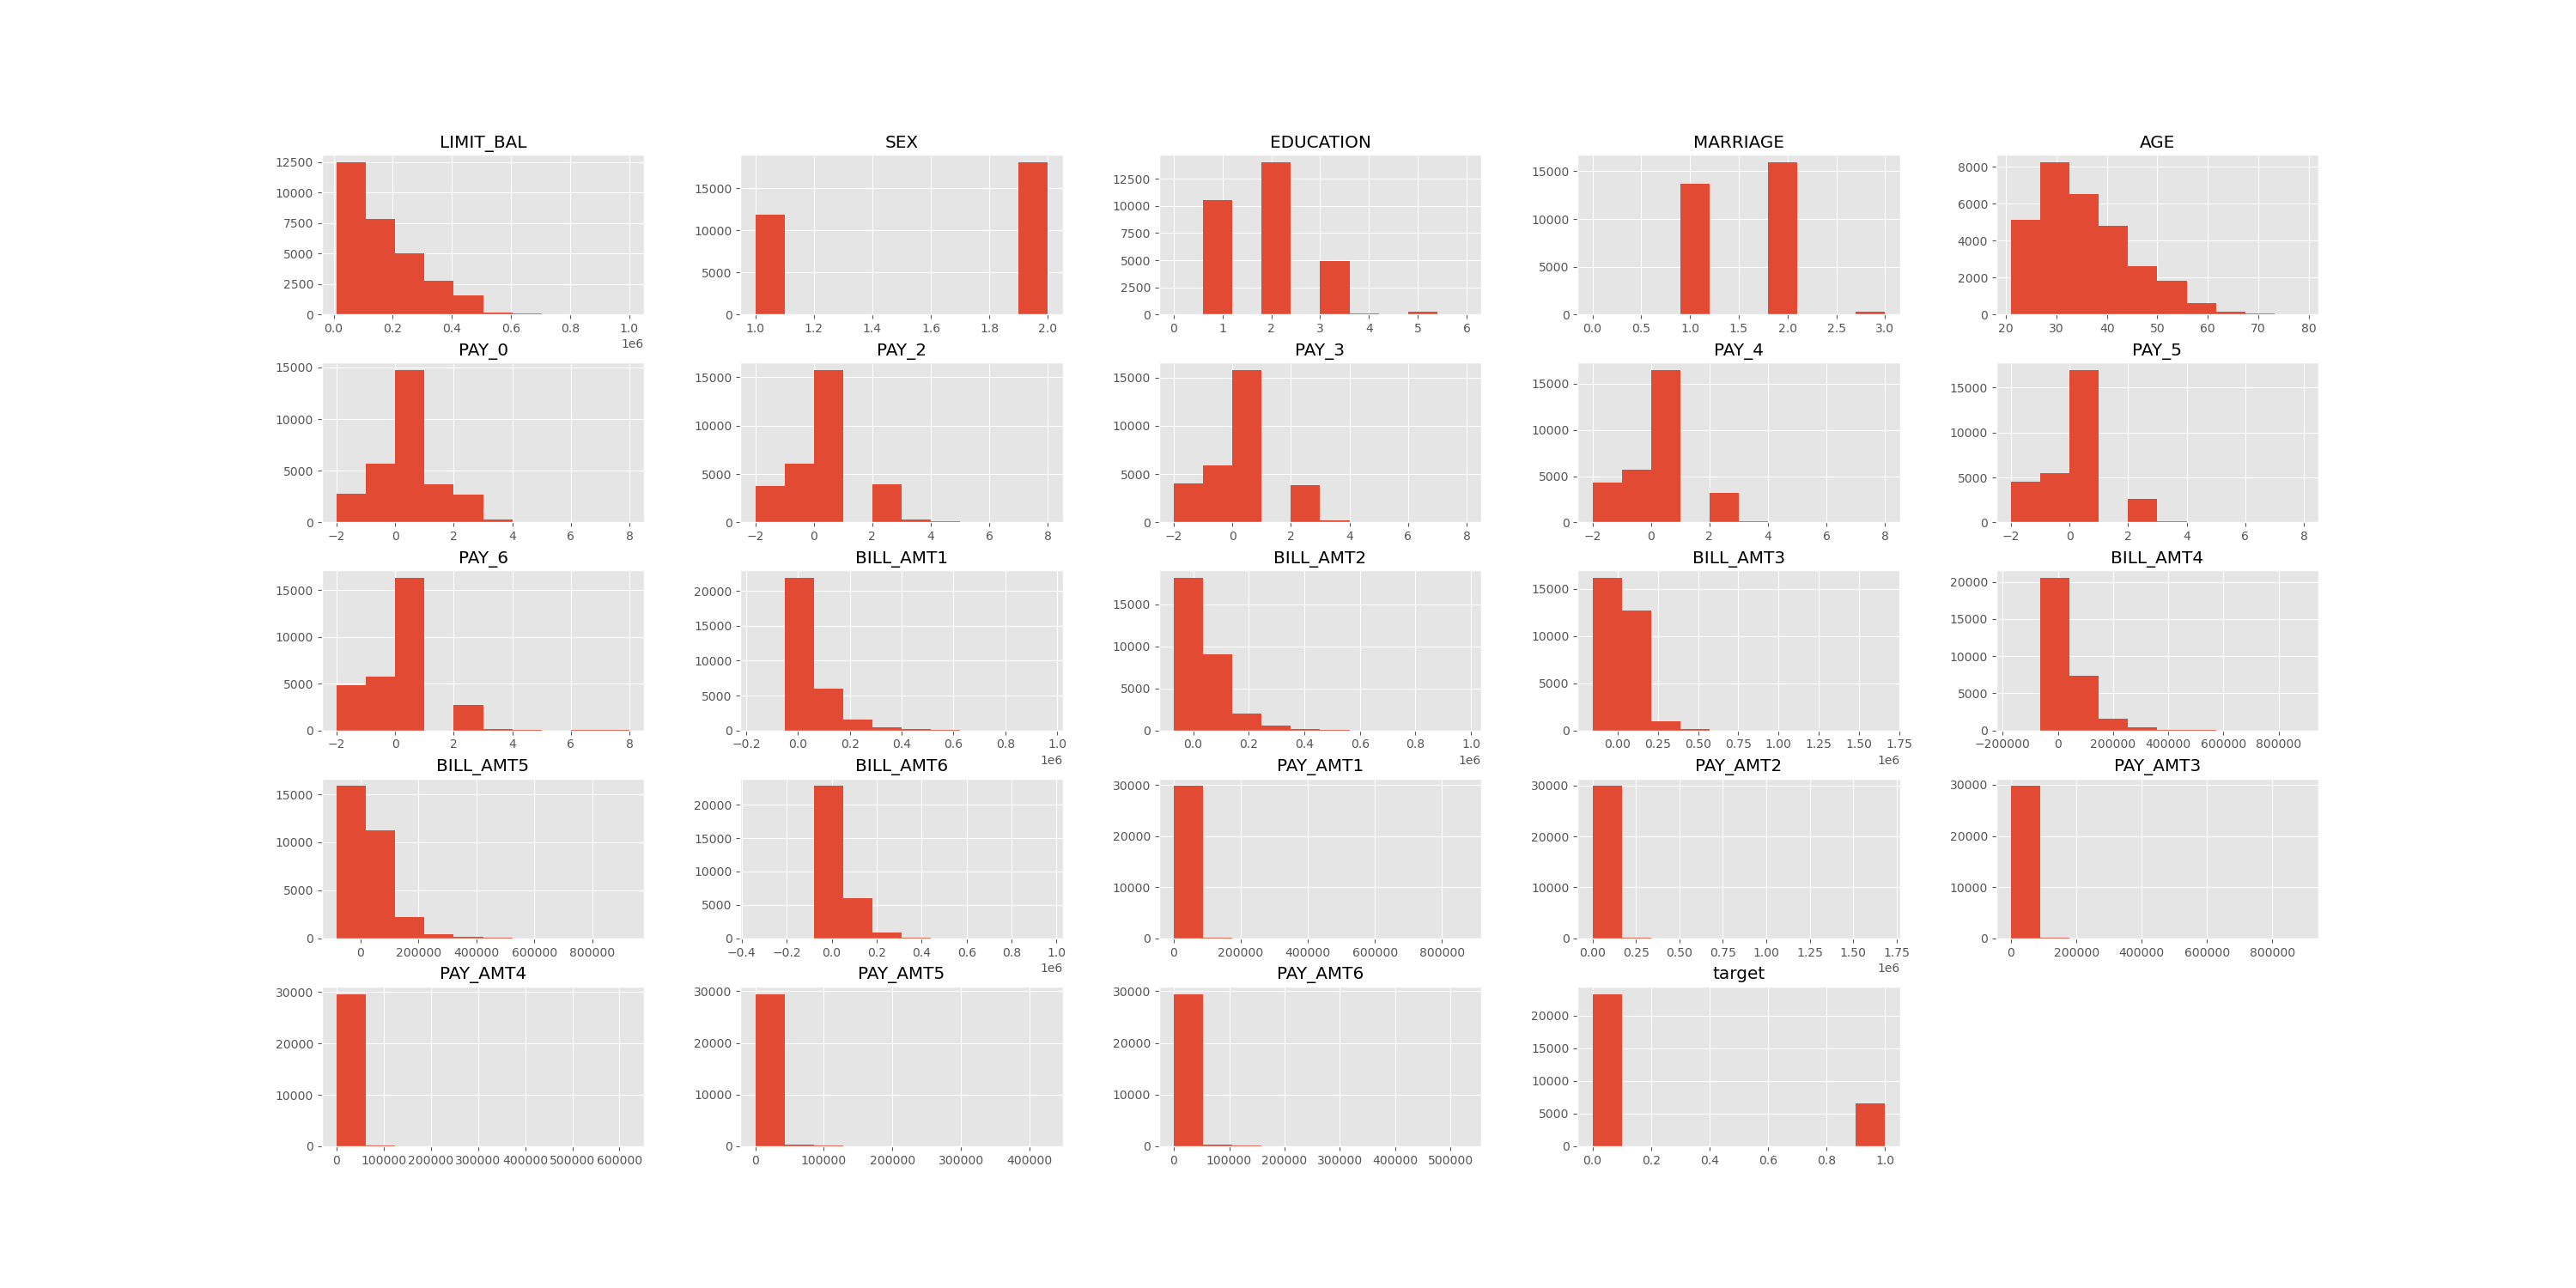 LIMIT_BAL SEX EDUCATION MARRIAGE AGE
12500 10000 7500 5000 2500 0
0.0 0.2 0.4 0.6 0.8 1.0
1e6
15000 10000 5000 0
1.0 1.2 1.4 1.6 1.8 2.0
12500 10000 7500 5000 2500 0
0 1 2 3 4 5 6
15000 10000 5000 0
0.0 0.5 1.0 1.5 2.0 2.5 3.0
8000 6000 4000 2000 0
20 30 40 50 60 70 80
PAY_0 PAY_2 PAY_3 PAY_4 PAY_5
15000 10000 5000 0
−2 0 2 4 6 8
15000 10000 5000 0
−2 0 2 4 6 8
15000 10000 5000 0
−2 0 2 4 6 8
15000 10000 5000 0
−2 0 2 4 6 8
15000 10000 5000 0
−2 0 2 4 6 8
PAY_6 BILL_AMT1 BILL_AMT2 BILL_AMT3 BILL_AMT4
15000 10000 5000 0
−2 0 2 4 6 8
20000 15000 10000 5000 0
−0.2 0.0 0.2 0.4 0.6 0.8 1.0
1e6
15000 10000 5000 0
0.0 0.2 0.4 0.6 0.8 1.0
1e6
15000 10000 5000 0
0.00 0.25 0.50 0.75 1.00 1.25 1.50 1.75
1e6
20000 15000 10000 5000 0
−200000 0 200000 400000 600000 800000
BILL_AMT5 BILL_AMT6 PAY_AMT1 PAY_AMT2 PAY_AMT3
15000 10000 5000 0
0 200000 400000 600000 800000
20000 15000 10000 5000 0
−0.4 −0.2 0.0 0.2 0.4 0.6 0.8 1.0
1e6
30000 20000 10000 0
0 200000 400000 600000 800000
30000 20000 10000 0
0.00 0.25 0.50 0.75 1.00 1.25 1.50 1.75
1e6
30000 20000 10000 0
0 200000 400000 600000 800000
PAY_AMT4 PAY_AMT5 PAY_AMT6 target
30000 20000 10000 0
0 100000 200000 300000 400000 500000 600000
30000 20000 10000 0
0 100000 200000 300000 400000
30000 20000 10000 0
0 100000 200000 300000 400000 500000
20000 15000 10000 5000 0
0.0 0.2 0.4 0.6 0.8 1.0